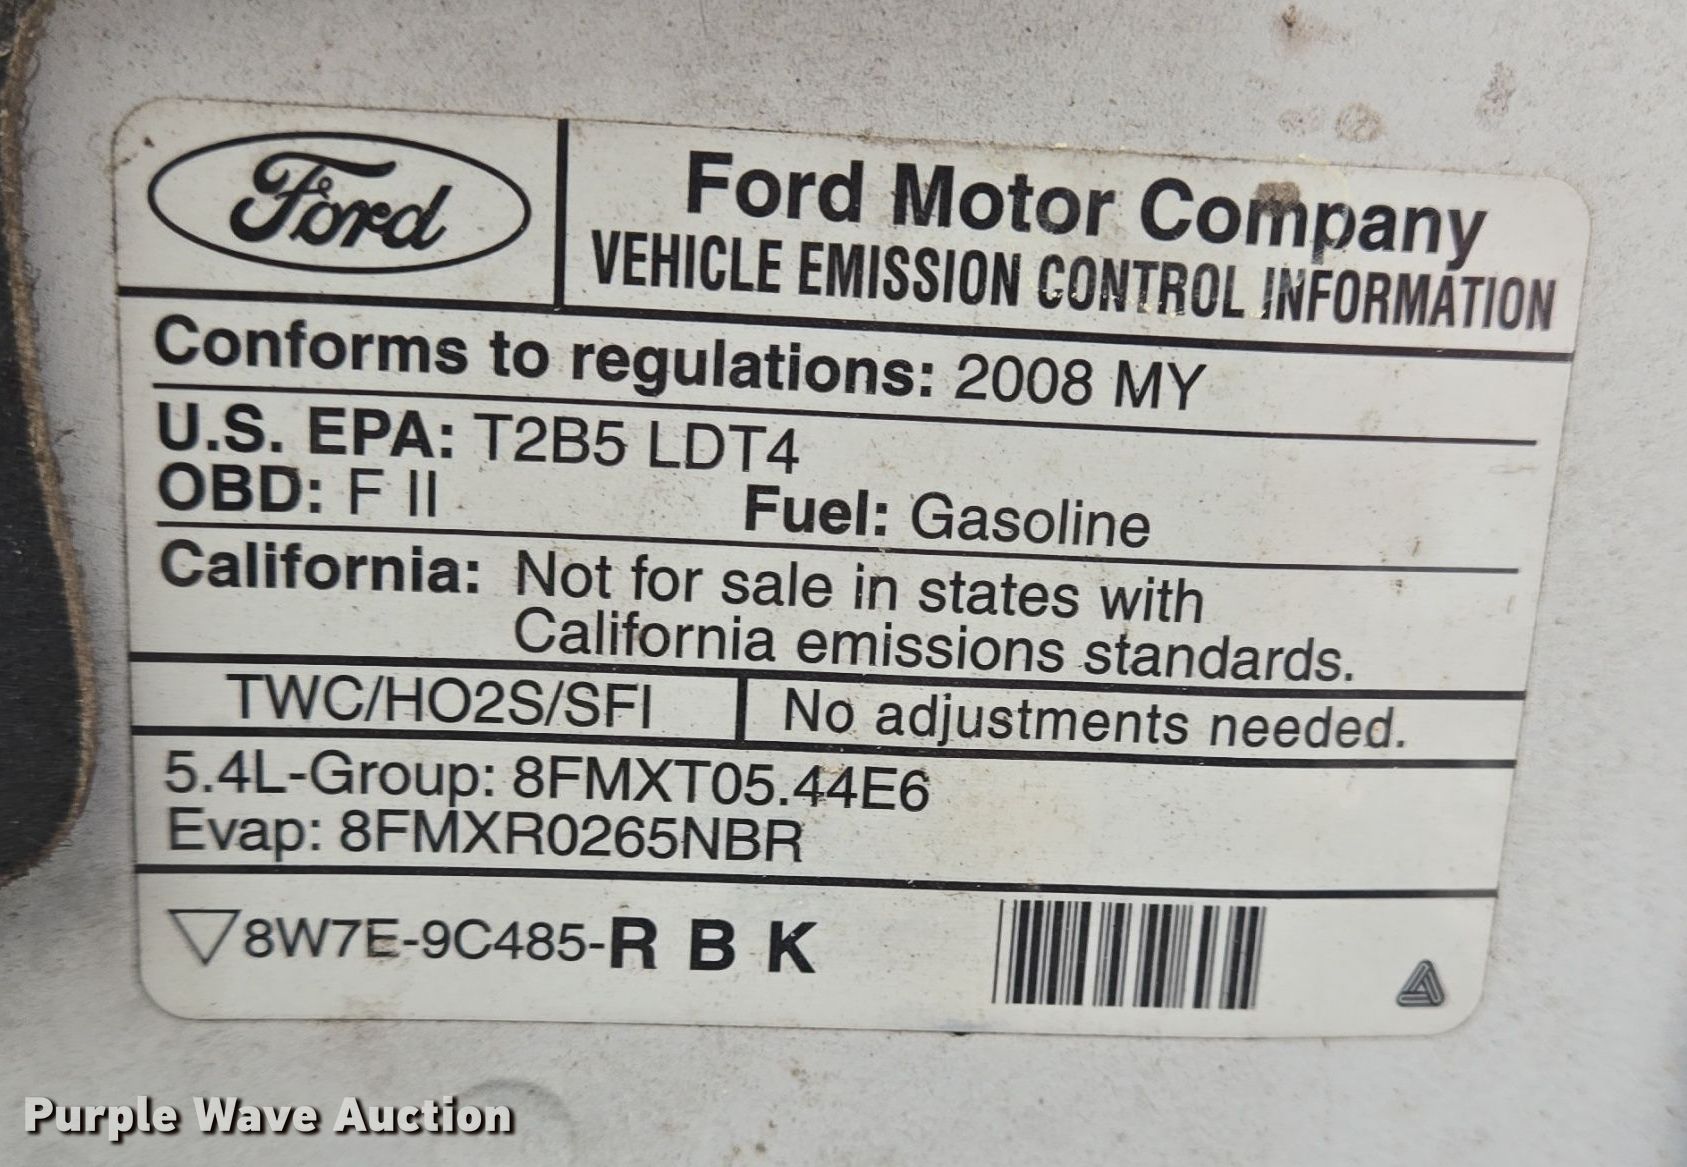 Ford
Ford Motor Company
VEHICLE EMISSION CONTROL INFORMATION
Conforms to regulations: 2008 MY
U.S. EPA: T2B5 LDT4
OBD: F II Fuel: Gasoline
California: Not for sale in states with
California emissions standards.
TWC/HO2S/SFI No adjustments needed.
5.4L-Group: 8FMXT05.44E6
Evap: 8FMXR0265NBR
8W7E-9C485-R B K
Purple Wave Auction